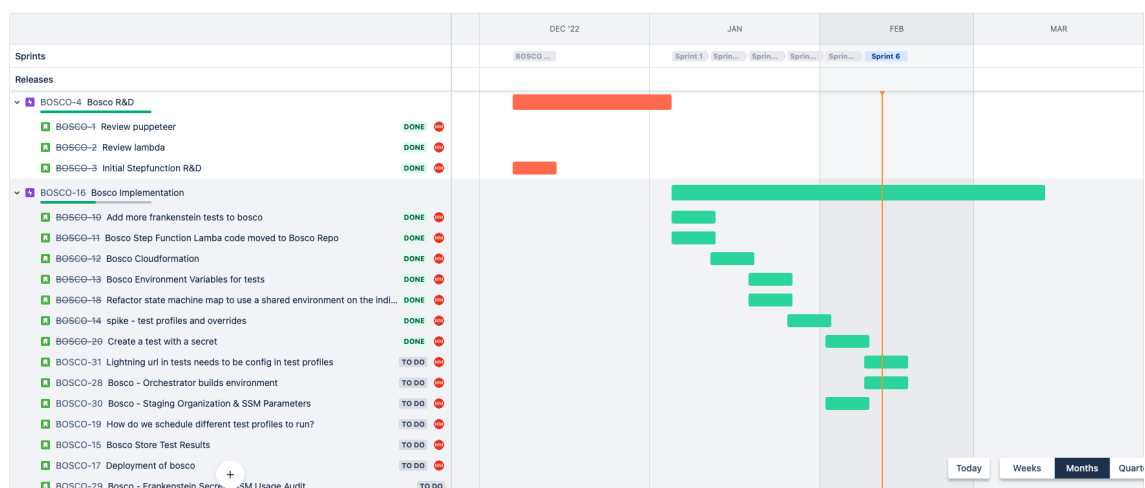 DEC '22 JAN FEB MAR
Sprints BOSCO ... Sprint 1 Sprin... Sprin... Sprin... Sprin... Sprint 6
Releases
BOSCO-4 Bosco R&D
BOSCO-1 Review puppeteer DONE
BOSCO-2 Review lambda DONE
BOSCO-3 Initial Stepfunction R&D DONE
BOSCO-16 Bosco Implementation
BOSCO-10 Add more frankenstein tests to bosco DONE
BOSCO-11 Bosco Step Function Lamba code moved to Bosco Repo DONE
BOSCO-12 Bosco Cloudformation DONE
BOSCO-13 Bosco Environment Variables for tests DONE
BOSCO-18 Refactor state machine map to use a shared environment on the indi... DONE
BOSCO-14 spike - test profiles and overrides DONE
BOSCO-20 Create a test with a secret DONE
BOSCO-31 Lightning url in tests needs to be config in test profiles TO DO
BOSCO-28 Bosco - Orchestrator builds environment TO DO
BOSCO-30 Bosco - Staging Organization & SSM Parameters TO DO
BOSCO-19 How do we schedule different test profiles to run? TO DO
BOSCO-15 Bosco Store Test Results TO DO
BOSCO-17 Deployment of bosco TO DO
Today Weeks Months Quart
BOSCO-29 Bosco - Frankenstein Secre SM Usage Audit TO DO